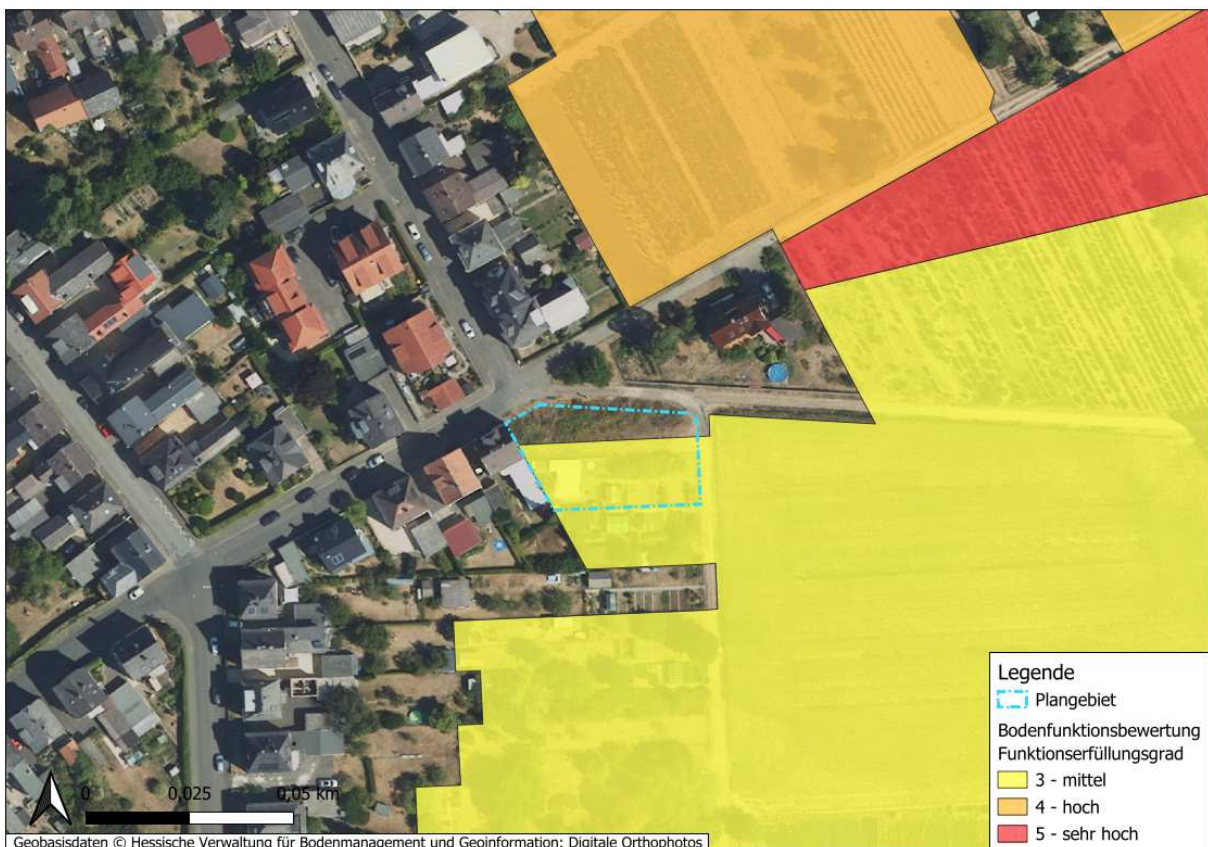 Legende
Plangebiet
Bodenfunktionsbewertung
Funktionserfüllungsgrad
3 - mittel
4 - hoch
5 - sehr hoch
0 0,025 0,05 km
Geobasisdaten © Hessische Verwaltung für Bodenmanagement und Geoinformation: Digitale Orthophotos